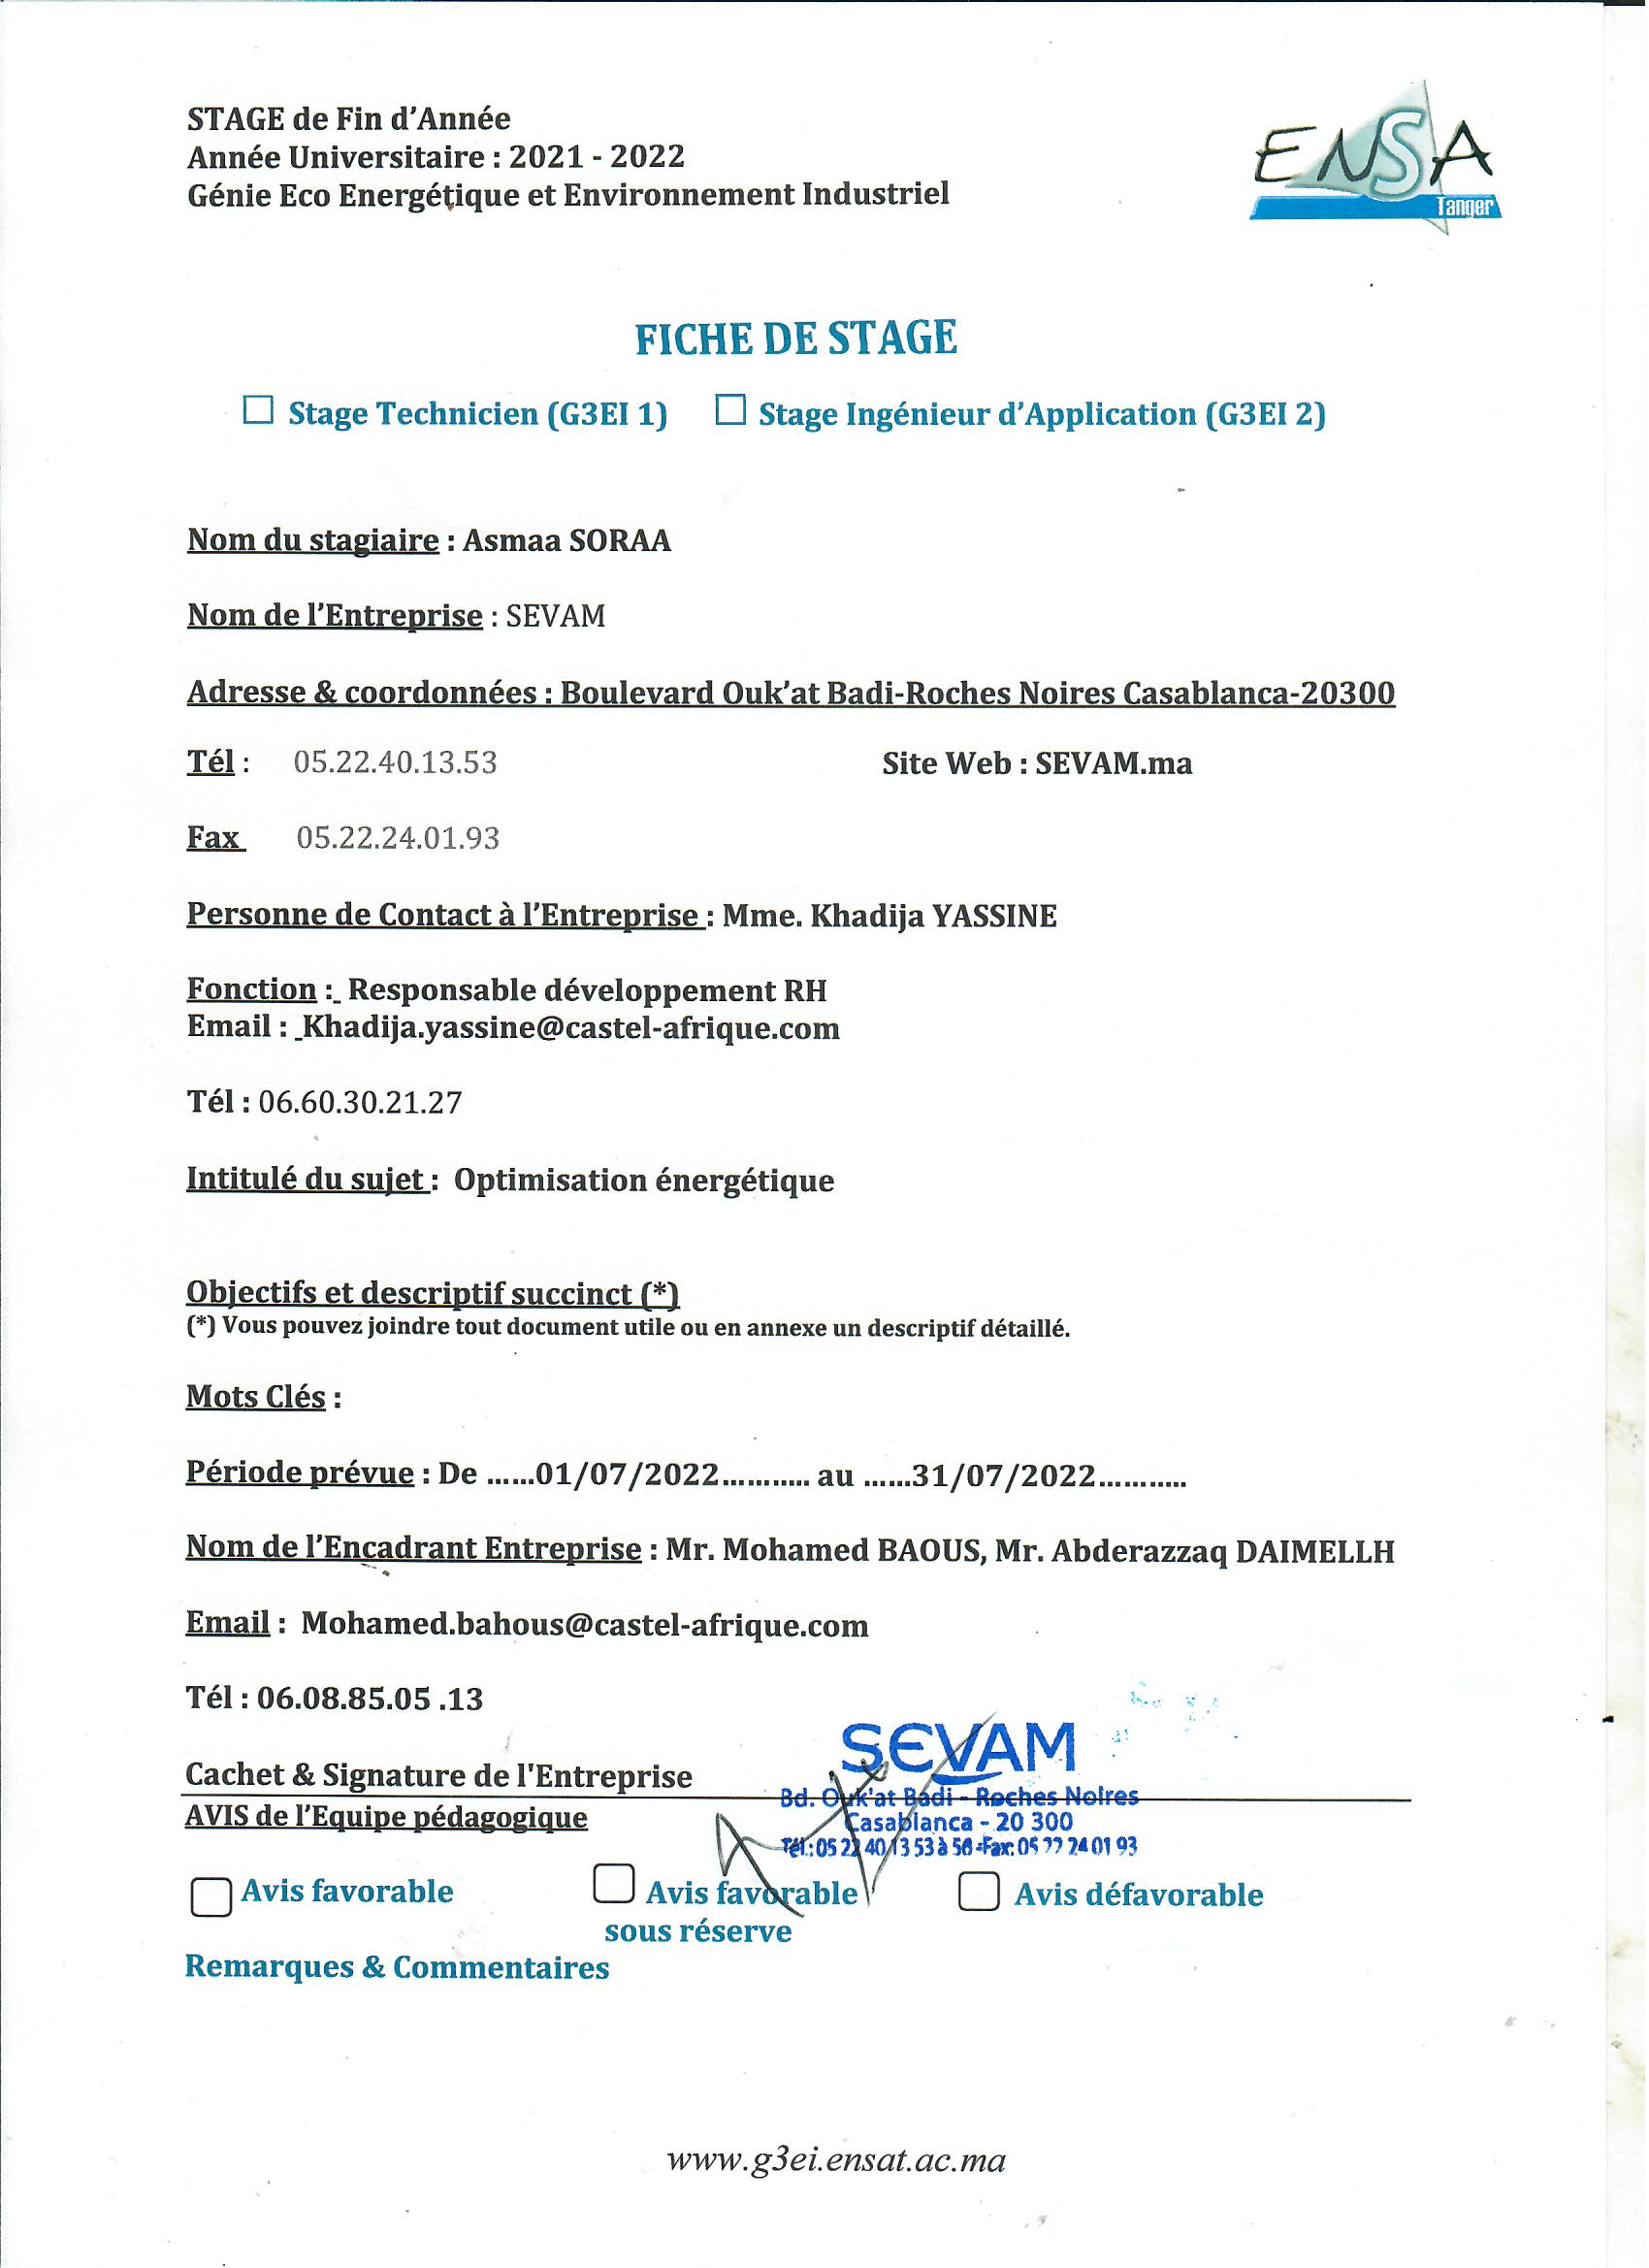 STAGE de Fin d'Année
Année Universitaire : 2021 - 2022
Génie Eco Energétique et Environnement Industriel
ENSA
Tanger
FICHE DE STAGE
☐ Stage Technicien (G3EI 1) ☐ Stage Ingénieur d'Application (G3EI 2)
Nom du stagiaire : Asmaa SORAA
Nom de l'Entreprise : SEVAM
Adresse & coordonnées : Boulevard Ouk'at Badi-Roches Noires Casablanca-20300
Tél : 05.22.40.13.53 Site Web : SEVAM.ma
Fax 05.22.24.01.93
Personne de Contact à l'Entreprise : Mme. Khadija YASSINE
Fonction : Responsable développement RH
Email : Khadija.yassine@castel-afrique.com
Tél : 06.60.30.21.27
Intitulé du sujet : Optimisation énergétique
Objectifs et descriptif succinct (*)
(*) Vous pouvez joindre tout document utile ou en annexe un descriptif détaillé.
Mots Clés :
Période prévue : De ......01/07/2022........... au ......31/07/2022...........
Nom de l'Encadrant Entreprise : Mr. Mohamed BAOUS, Mr. Abderazzaq DAIMELLH
Email : Mohamed.bahous@castel-afrique.com
Tél : 06.08.85.05 .13
SEVAM
Cachet & Signature de l'Entreprise
Bd. Ouk'at Badi - Roches Noires
AVIS de l'Equipe pédagogique
Casablanca - 20 300
Tél.: 05 22 40 13 53 à 56 -Fax: 05 22 24 01 93
☐ Avis favorable ☐ Avis favorable ☐ Avis défavorable
sous réserve
Remarques & Commentaires
www.g3ei.ensat.ac.ma